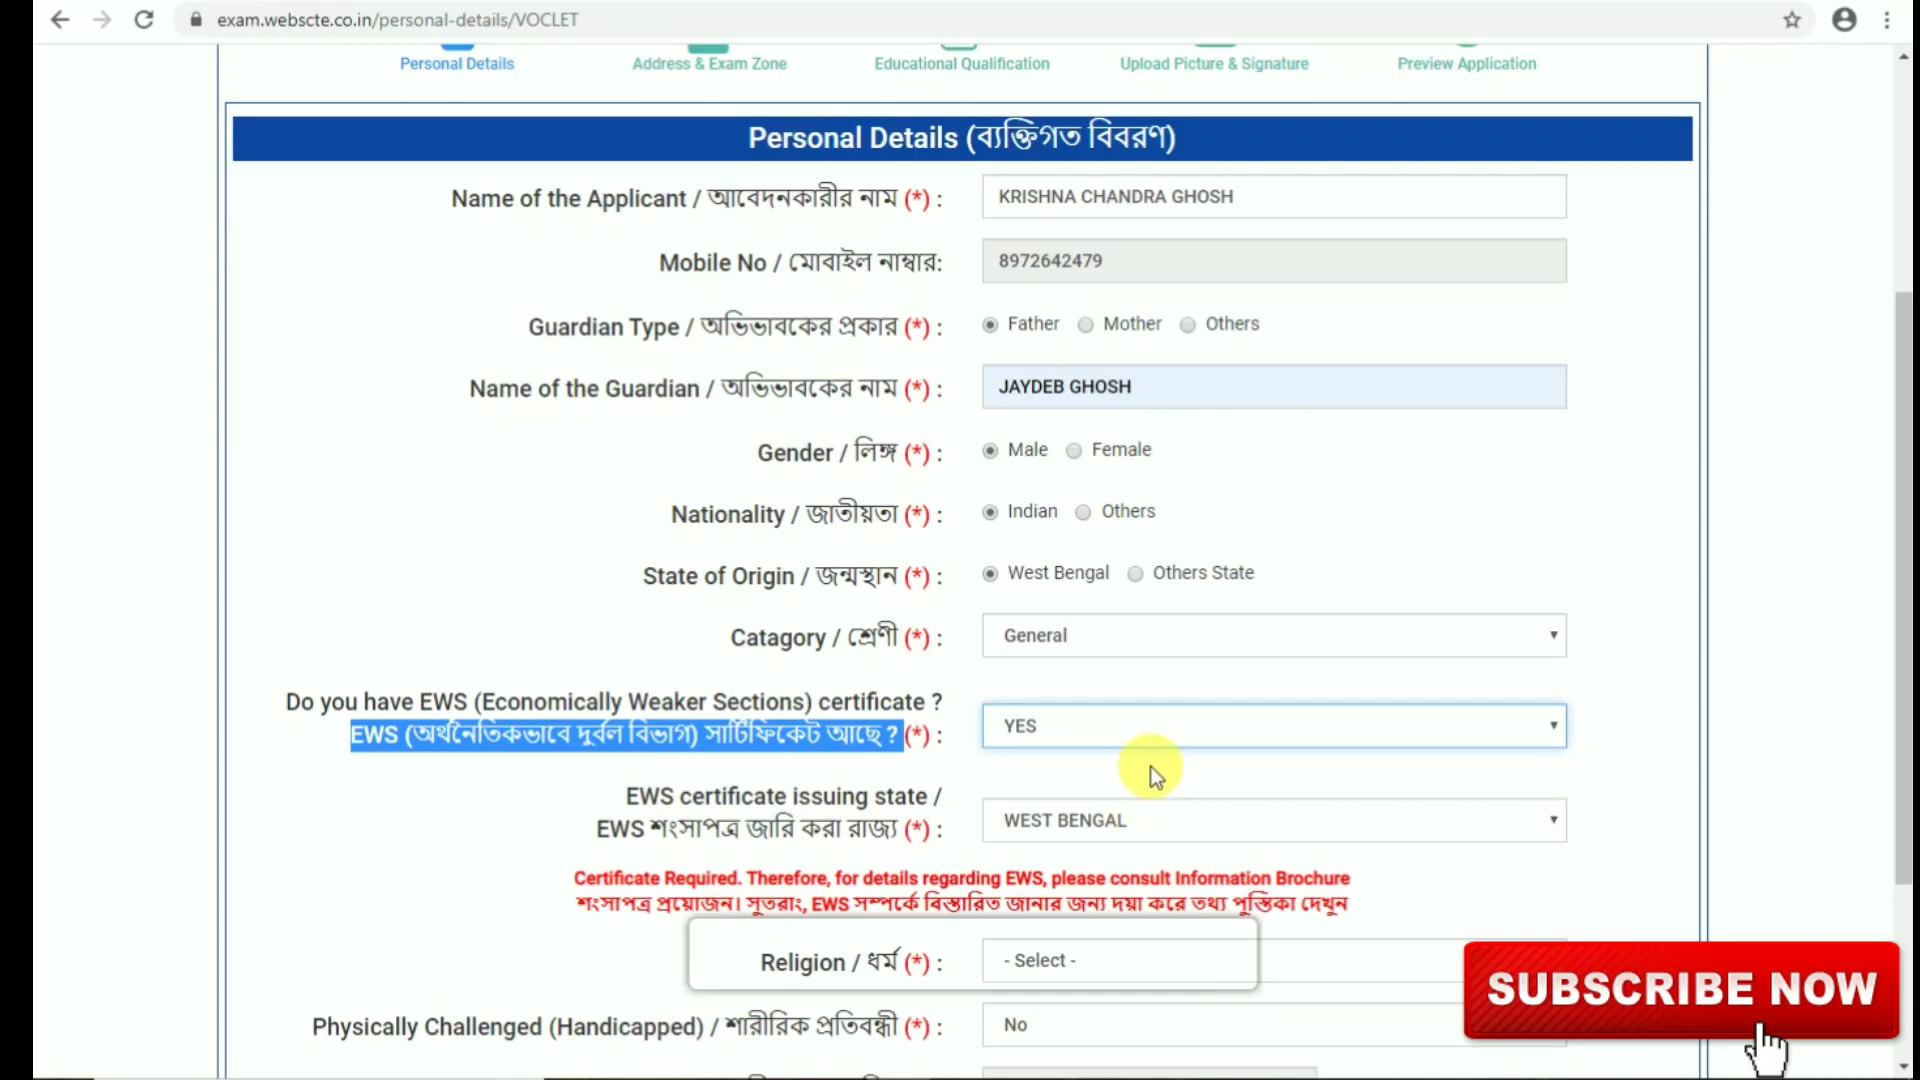 exam.webscte.co.in/personal-details/VOCLET
Personal Details
Address & Exam Zone
Educational Qualification
Upload Picture & Signature
Preview Application
Personal Details (ব্যক্তিগত বিবরণ)
Name of the Applicant / আবেদনকারীর নাম (*) : KRISHNA CHANDRA GHOSH
Mobile No / মোবাইল নাম্বার: 8972642479
Guardian Type / অভিভাবকের প্রকার (*) : Father Mother Others
Name of the Guardian / অভিভাবকের নাম (*) : JAYDEB GHOSH
Gender / লিঙ্গ (*) : Male Female
Nationality / জাতীয়তা (*) : Indian Others
State of Origin / জন্মস্থান (*) : West Bengal Others State
Catagory / শ্রেণী (*) : General
Do you have EWS (Economically Weaker Sections) certificate ?
EWS (অর্থনৈতিকভাবে দুর্বল বিভাগ) সার্টিফিকেট আছে ? (*) : YES
EWS certificate issuing state /
EWS শংসাপত্র জারি করা রাজ্য (*) : WEST BENGAL
Certificate Required. Therefore, for details regarding EWS, please consult Information Brochure
শংসাপত্র প্রয়োজন। সুতরাং, EWS সম্পর্কে বিস্তারিত জানার জন্য দয়া করে তথ্য পুস্তিকা দেখুন
Religion / ধর্ম (*) : - Select -
SUBSCRIBE NOW
Physically Challenged (Handicapped) / শারীরিক প্রতিবন্ধী (*) : No